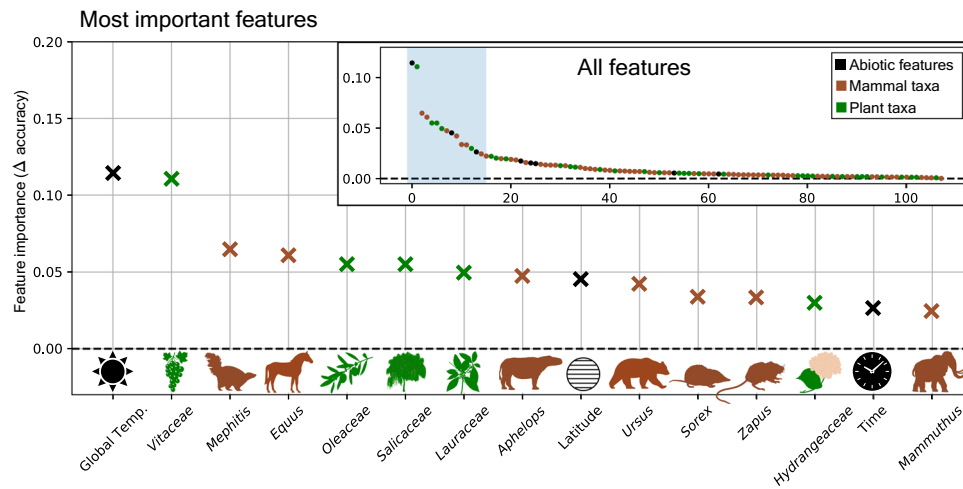 Most important features
Feature importance (Δ accuracy)
0.20
0.15
0.10
0.05
0.00
All features
0.10
0.05
0.00
0
20
40
60
80
100
Abiotic features
Mammal taxa
Plant taxa
Global Temp.
Vitaceae
Mephitis
Equus
Oleaceae
Salicaceae
Lauraceae
Aphelops
Latitude
Ursus
Sorex
Zapus
Hydrangeaceae
Time
Mammuthus